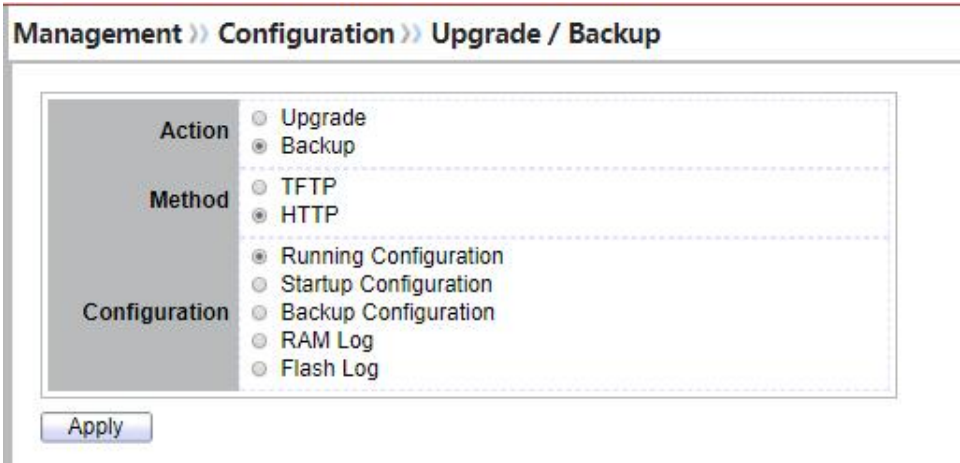 Management » Configuration » Upgrade / Backup
Action
Upgrade
Backup
Method
TFTP
HTTP
Configuration
Running Configuration
Startup Configuration
Backup Configuration
RAM Log
Flash Log
Apply